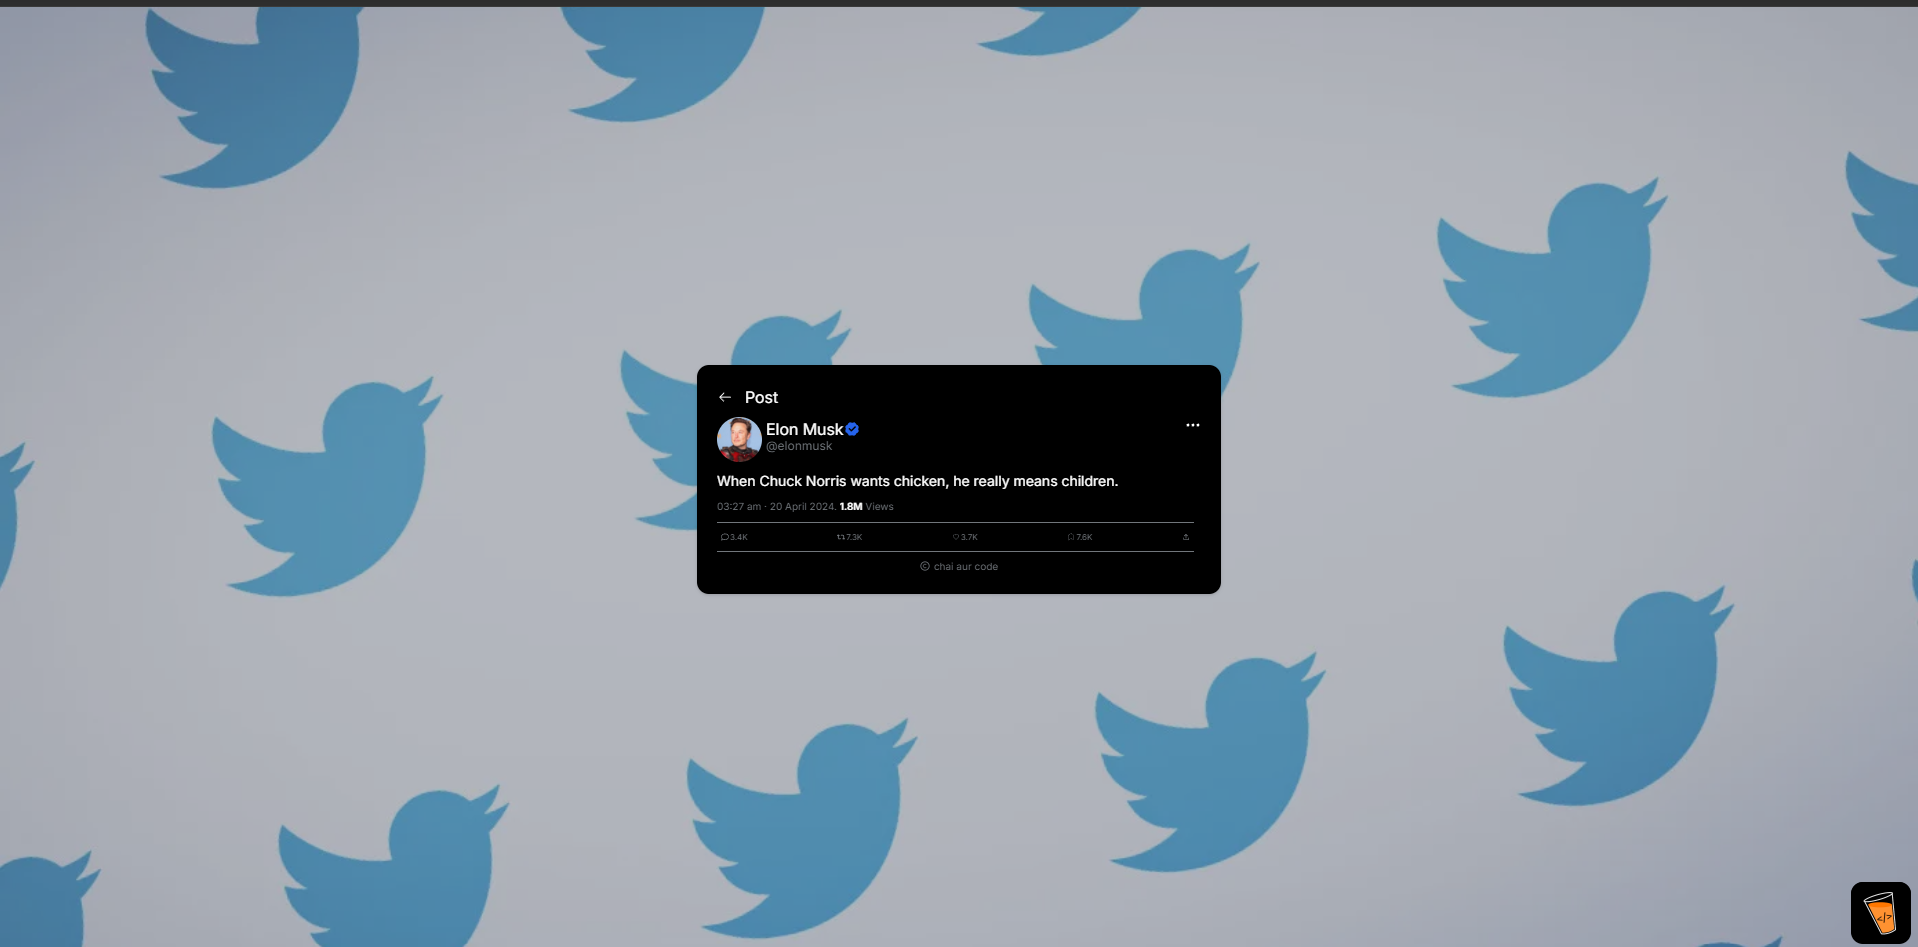 Post
Elon Musk
@elonmusk
When Chuck Norris wants chicken, he really means children.
03:27 am · 20 April 2024. 1.8M Views
3.4K 7.3K 3.7K 7.6K
© chai aur code
</>